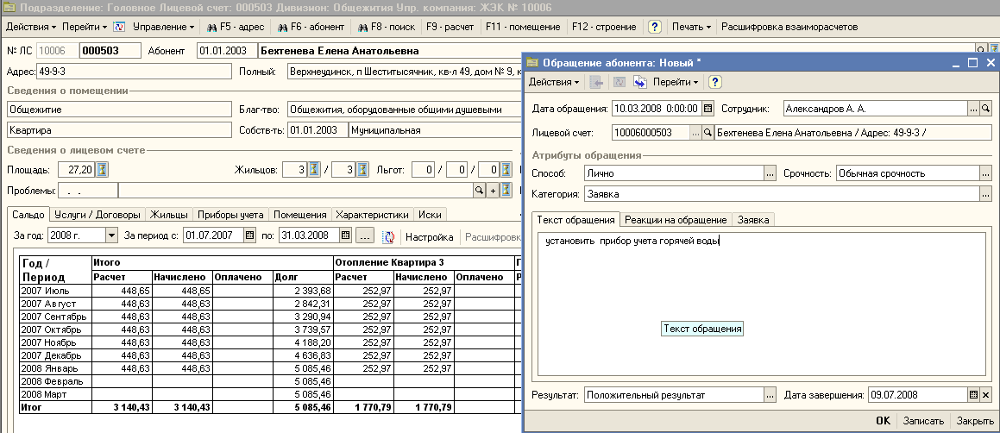 Подразделение: Головное Лицевой счет: 000503 Дивизион: Общежития Упр. компания: ЖЭК № 10006
Действия Перейти Управление F5 - адрес F6 - абонент F8 - поиск F9 - расчет F11 - помещение F12 - строение ? Печать Расшифровка взаиморасчетов
№ ЛС 10006 000503 Абонент 01.01.2003 Бехтенева Елена Анатольевна
Адрес: 49-9-3 Полный: Верхнеудинск, п Шеститысячник, кв-л 49, дом № 9, к
Сведения о помещении
Общежитие Благ-тво: Общежития, оборудованные общими душевыми
Квартира Собств-ть: 01.01.2003 Муниципальная
Сведения о лицевом счете
Площадь: 27,20 Жильцов: 3 / 3 Льгот: 0 / 0 / 0
Проблемы: . .
Сальдо Услуги / Договоры Жильцы Приборы учета Помещения Характеристики Иски
За год: 2008 г. За период с: 01.07.2007 по: 31.03.2008 ... Настройка Расшифровк
Год / Период Итого Отопление Квартира 3
Расчет Начислено Оплачено Долг Расчет Начислено Оплачено
2007 Июль 448,65 448,65 2 393,68 252,97 252,97
2007 Август 448,63 448,63 2 842,31 252,97 252,97
2007 Сентябрь 448,63 448,63 3 290,94 252,97 252,97
2007 Октябрь 448,63 448,63 3 739,57 252,97 252,97
2007 Ноябрь 448,63 448,63 4 188,20 252,97 252,97
2007 Декабрь 448,63 448,63 4 636,83 252,97 252,97
2008 Январь 448,63 448,63 5 085,46 252,97 252,97
2008 Февраль 5 085,46
2008 Март 5 085,46
Итог 3 140,43 3 140,43 5 085,46 1 770,79 1 770,79
Обращение абонента: Новый *
Действия Перейти ?
Дата обращения: 10.03.2008 0:00:00 Сотрудник: Александров А. А. ...
Лицевой счет: 10006000503 ... Бехтенева Елена Анатольевна / Адрес: 49-9-3 /
Атрибуты обращения
Способ: Лично ... Срочность: Обычная срочность ...
Категория: Заявка ...
Текст обращения Реакции на обращение Заявка
установить прибор учета горячей воды
Текст обращения
Результат: Положительный результат ... Дата завершения: 09.07.2008
OK Записать Закрыть